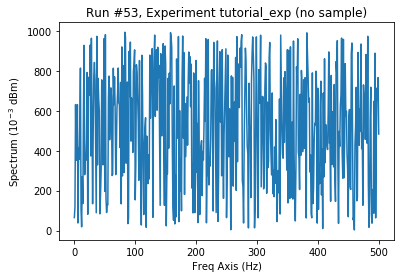 Run #53, Experiment tutorial_exp (no sample)
1000
800
600
400
200
0
Spectrum (10⁻³ dBm)
0 100 200 300 400 500
Freq Axis (Hz)